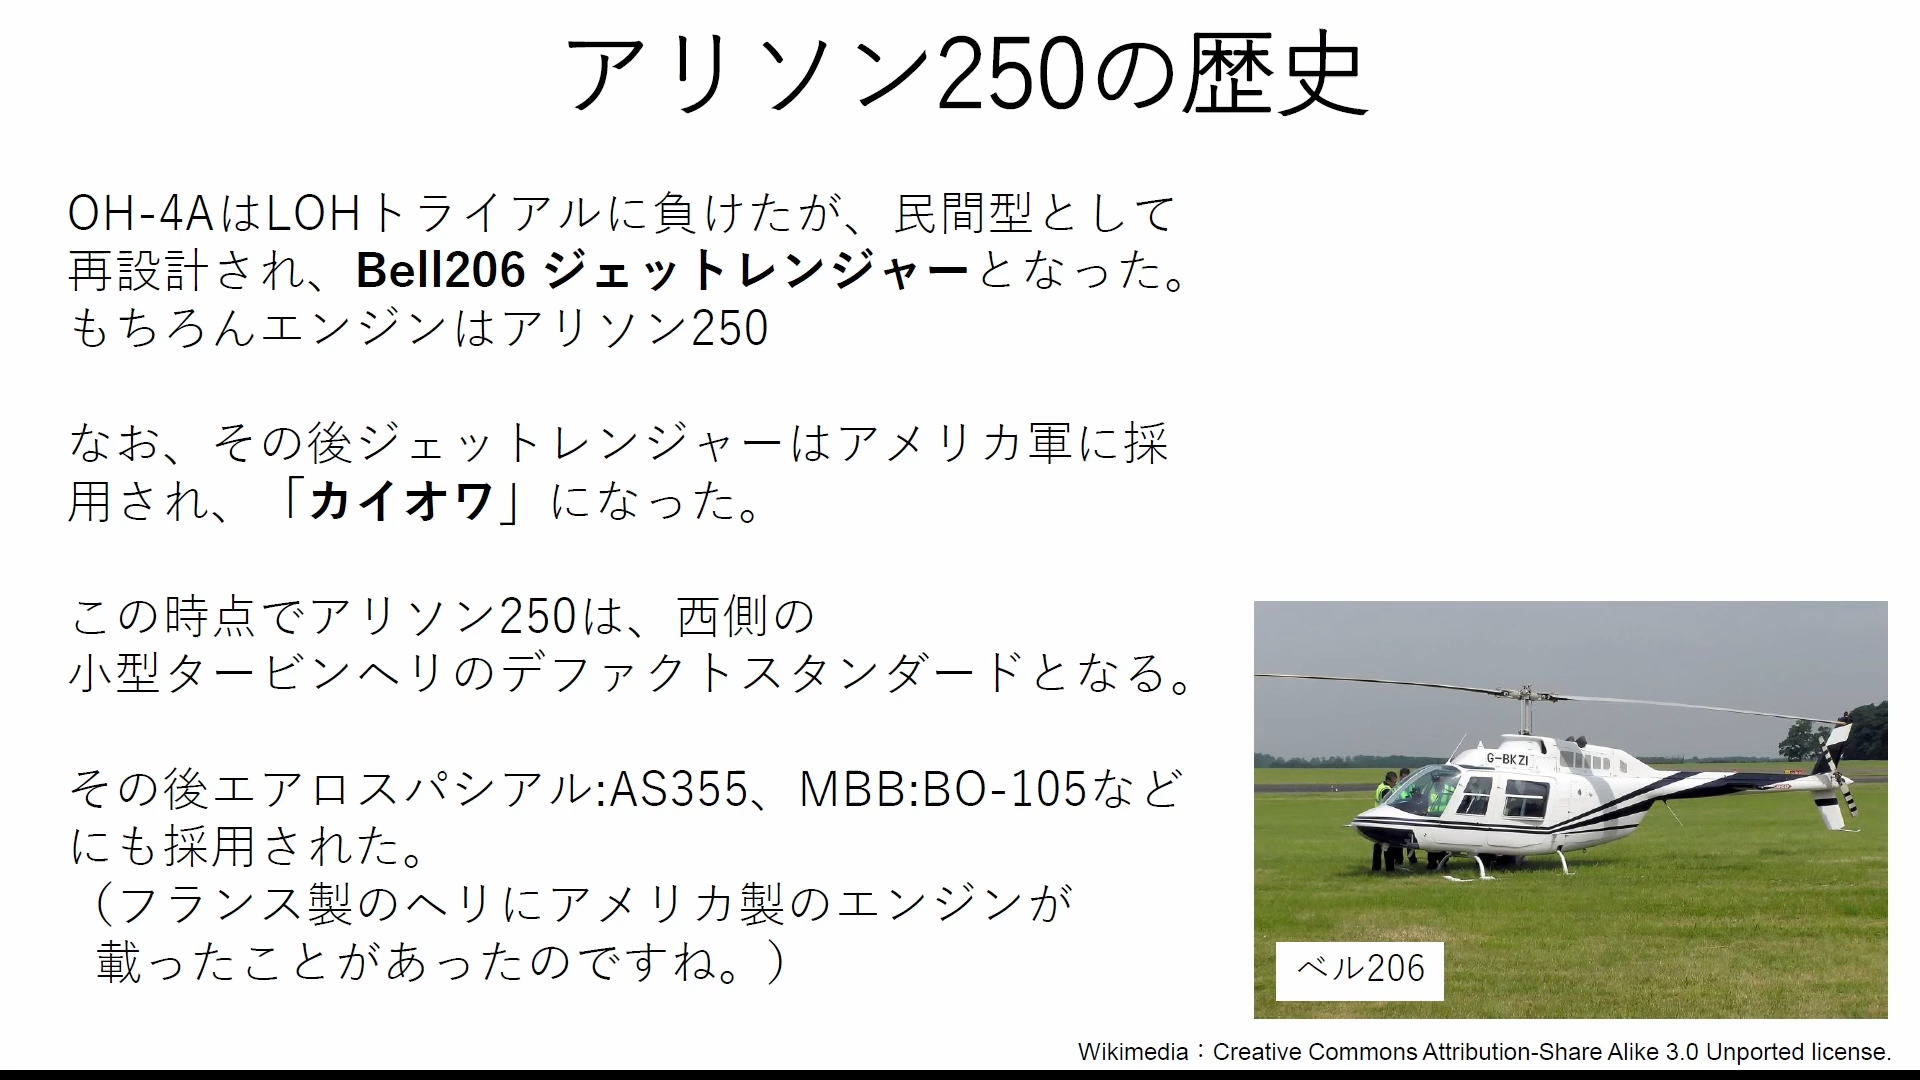 アリソン250の歴史
OH-4AはLOHトライアルに負けたが、民間型として
再設計され、Bell206 ジェットレンジャーとなった。
もちろんエンジンはアリソン250
なお、その後ジェットレンジャーはアメリカ軍に採
用され、「カイオワ」になった。
この時点でアリソン250は、西側の
小型タービンヘリのデファクトスタンダードとなる。
その後エアロスパシアル:AS355、MBB:BO-105など
にも採用された。
（フランス製のヘリにアメリカ製のエンジンが
載ったことがあったのですね。）
G-BKZI
ベル206
Wikimedia：Creative Commons Attribution-Share Alike 3.0 Unported license.